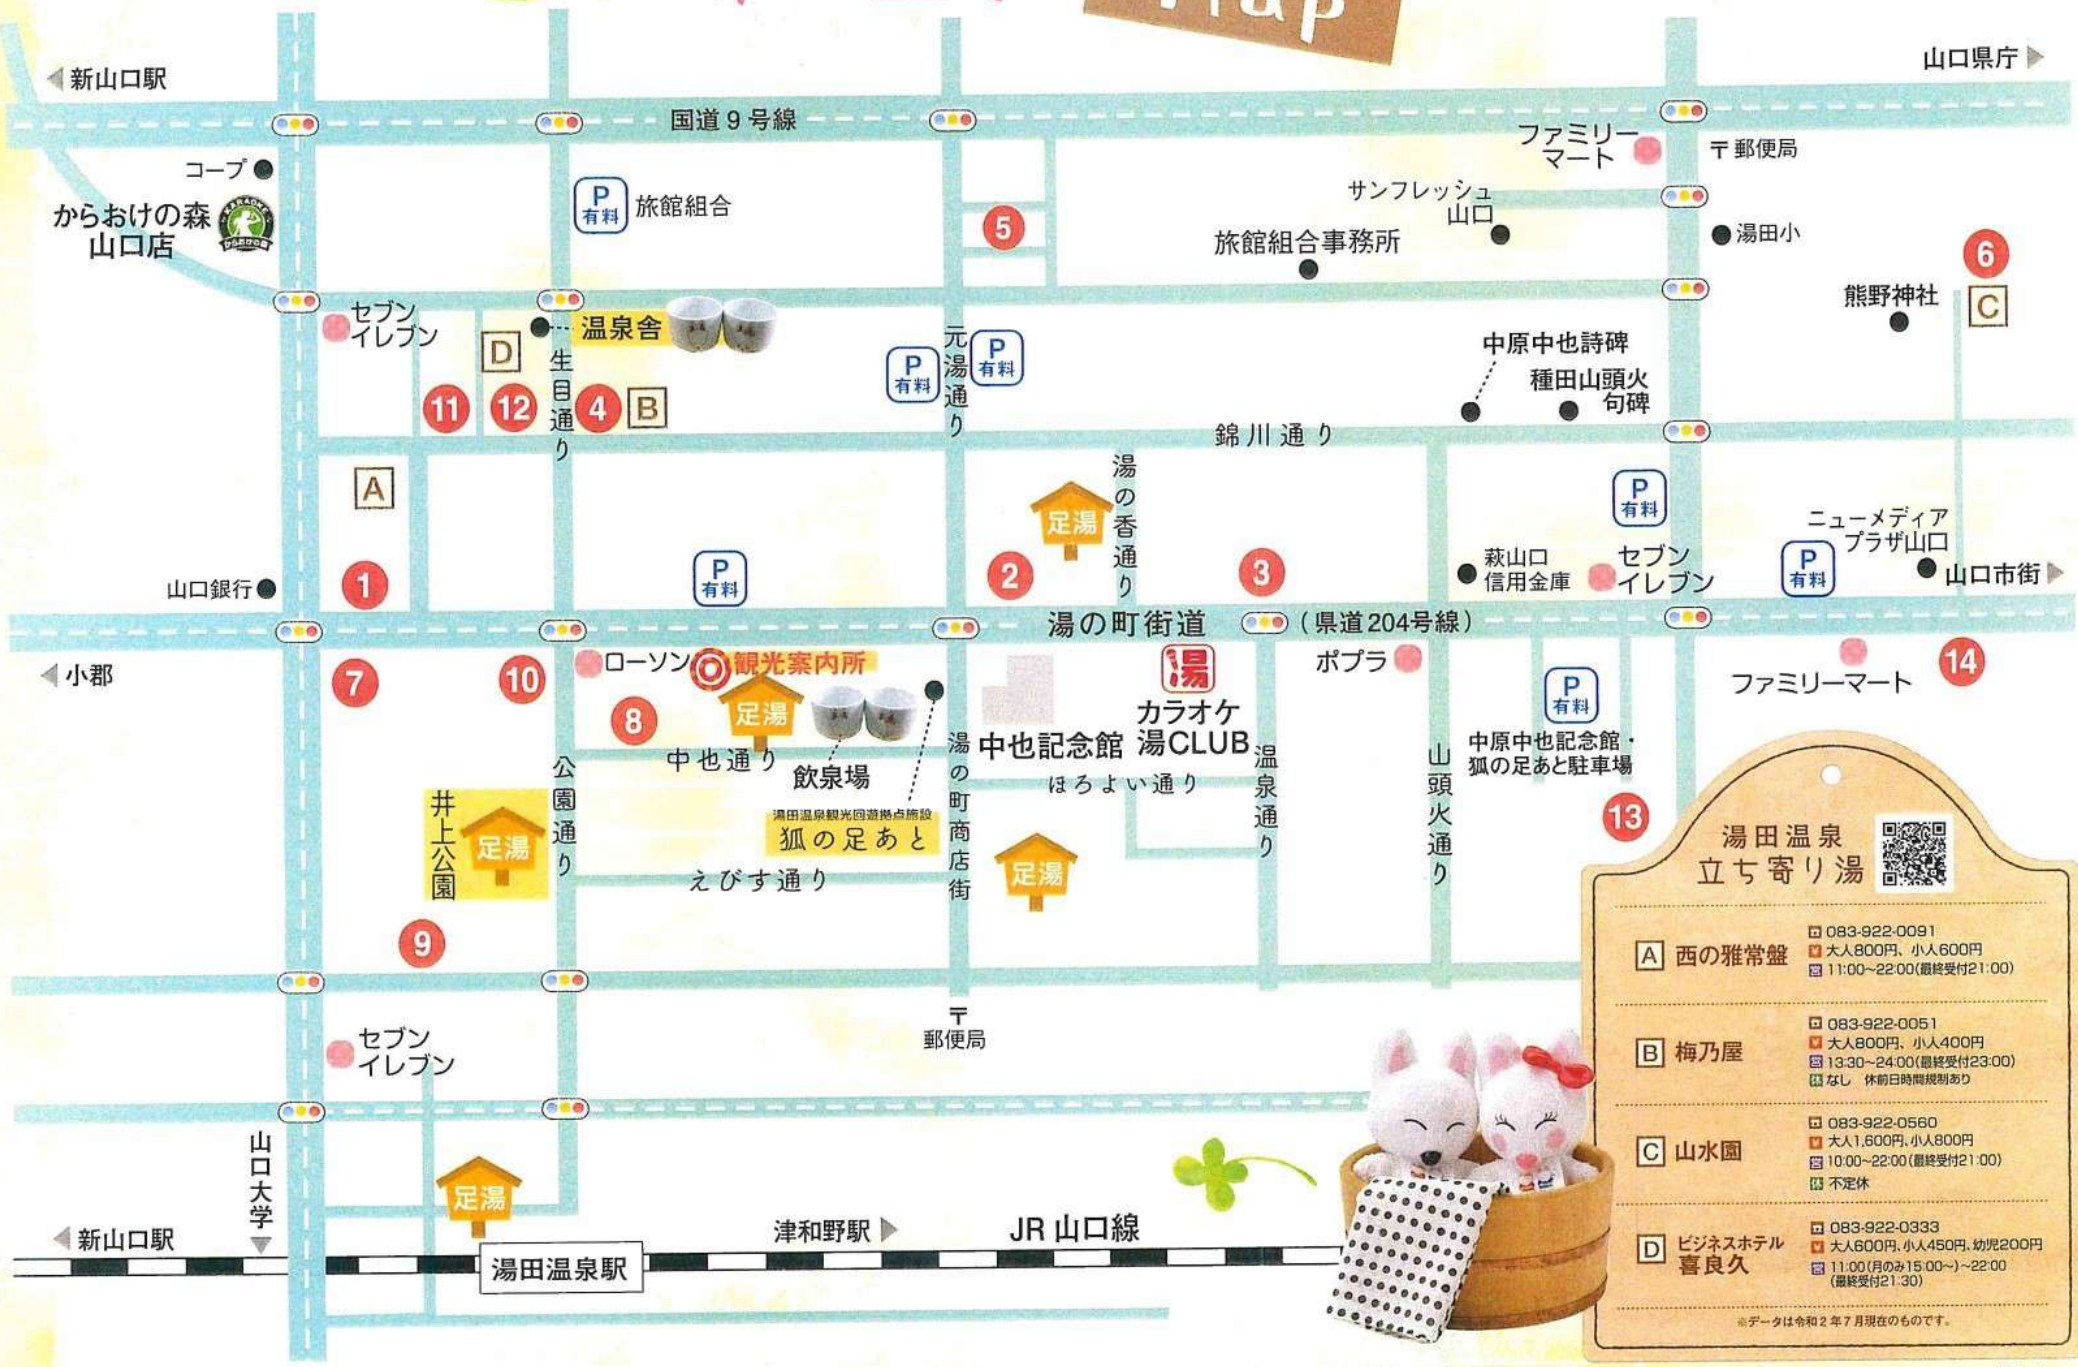 Map
新山口駅
山口県庁
国道9号線
ファミリー
マート
〒郵便局
コープ
からおけの森
山口店
KARAOKE
からおけの森
P
有料
旅館組合
5
サンフレッシュ
山口
旅館組合事務所
湯田小
6
C
熊野神社
セブン
イレブン
D
温泉舎
生目通り
11
12
4
B
P
有料
元湯通り
P
有料
中原中也詩碑
種田山頭火
句碑
錦川通り
A
湯の香通り
足湯
P
有料
ニューメディア
プラザ山口
P
有料
山口市街
山口銀行
1
P
有料
2
3
萩山口
信用金庫
セブン
イレブン
湯の町街道
(県道204号線)
小郡
7
10
ローソン
観光案内所
足湯
8
中也通り
飲泉場
湯田温泉観光回遊拠点施設
狐の足あと
湯の町商店街
中也記念館
湯
カラオケ
湯CLUB
ほろよい通り
温泉通り
ポプラ
山頭火通り
P
有料
中原中也記念館・
狐の足あと駐車場
13
ファミリーマート
14
井上公園
足湯
公園通り
えびす通り
足湯
9
〒
郵便局
セブン
イレブン
山口大学
足湯
新山口駅
湯田温泉駅
津和野駅
JR 山口線
湯田温泉
立ち寄り湯
A 西の雅常盤
083-922-0091
¥ 大人800円、小人600円
営 11:00~22:00(最終受付21:00)
B 梅乃屋
083-922-0051
¥ 大人800円、小人400円
営 13:30~24:00(最終受付23:00)
休 なし 休前日時間規制あり
C 山水園
083-922-0560
¥ 大人1,600円、小人800円
営 10:00~22:00(最終受付21:00)
休 不定休
D ビジネスホテル
喜良久
083-922-0333
¥ 大人600円、小人450円、幼児200円
営 11:00(月のみ15:00~)~22:00
(最終受付21:30)
※データは令和2年7月現在のものです。